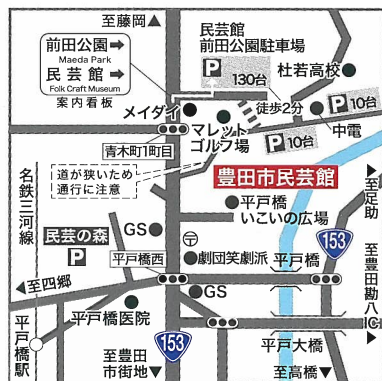 至藤岡▲
民芸館
前田公園駐車場
前田公園➡
Maeda Park
民芸館➡
Folk Craft Museum
案内看板
P
130台
杜若高校
徒歩2分
P 10台
メイダイ
マレット
ゴルフ場
P 10台
中電
青木町1町目
道が狭いため
通行に注意
豊田市民芸館
▶至足助
名鉄三河線
平戸橋
いこいの広場
GS
民芸の森
P
〒
153
平戸橋西
劇団笑劇派
平戸橋
◀至四郷
GS
至豊田勘八IC▶
平戸橋医院
平戸橋駅
153
平戸大橋
至豊田
市街地▼
至高橋▼